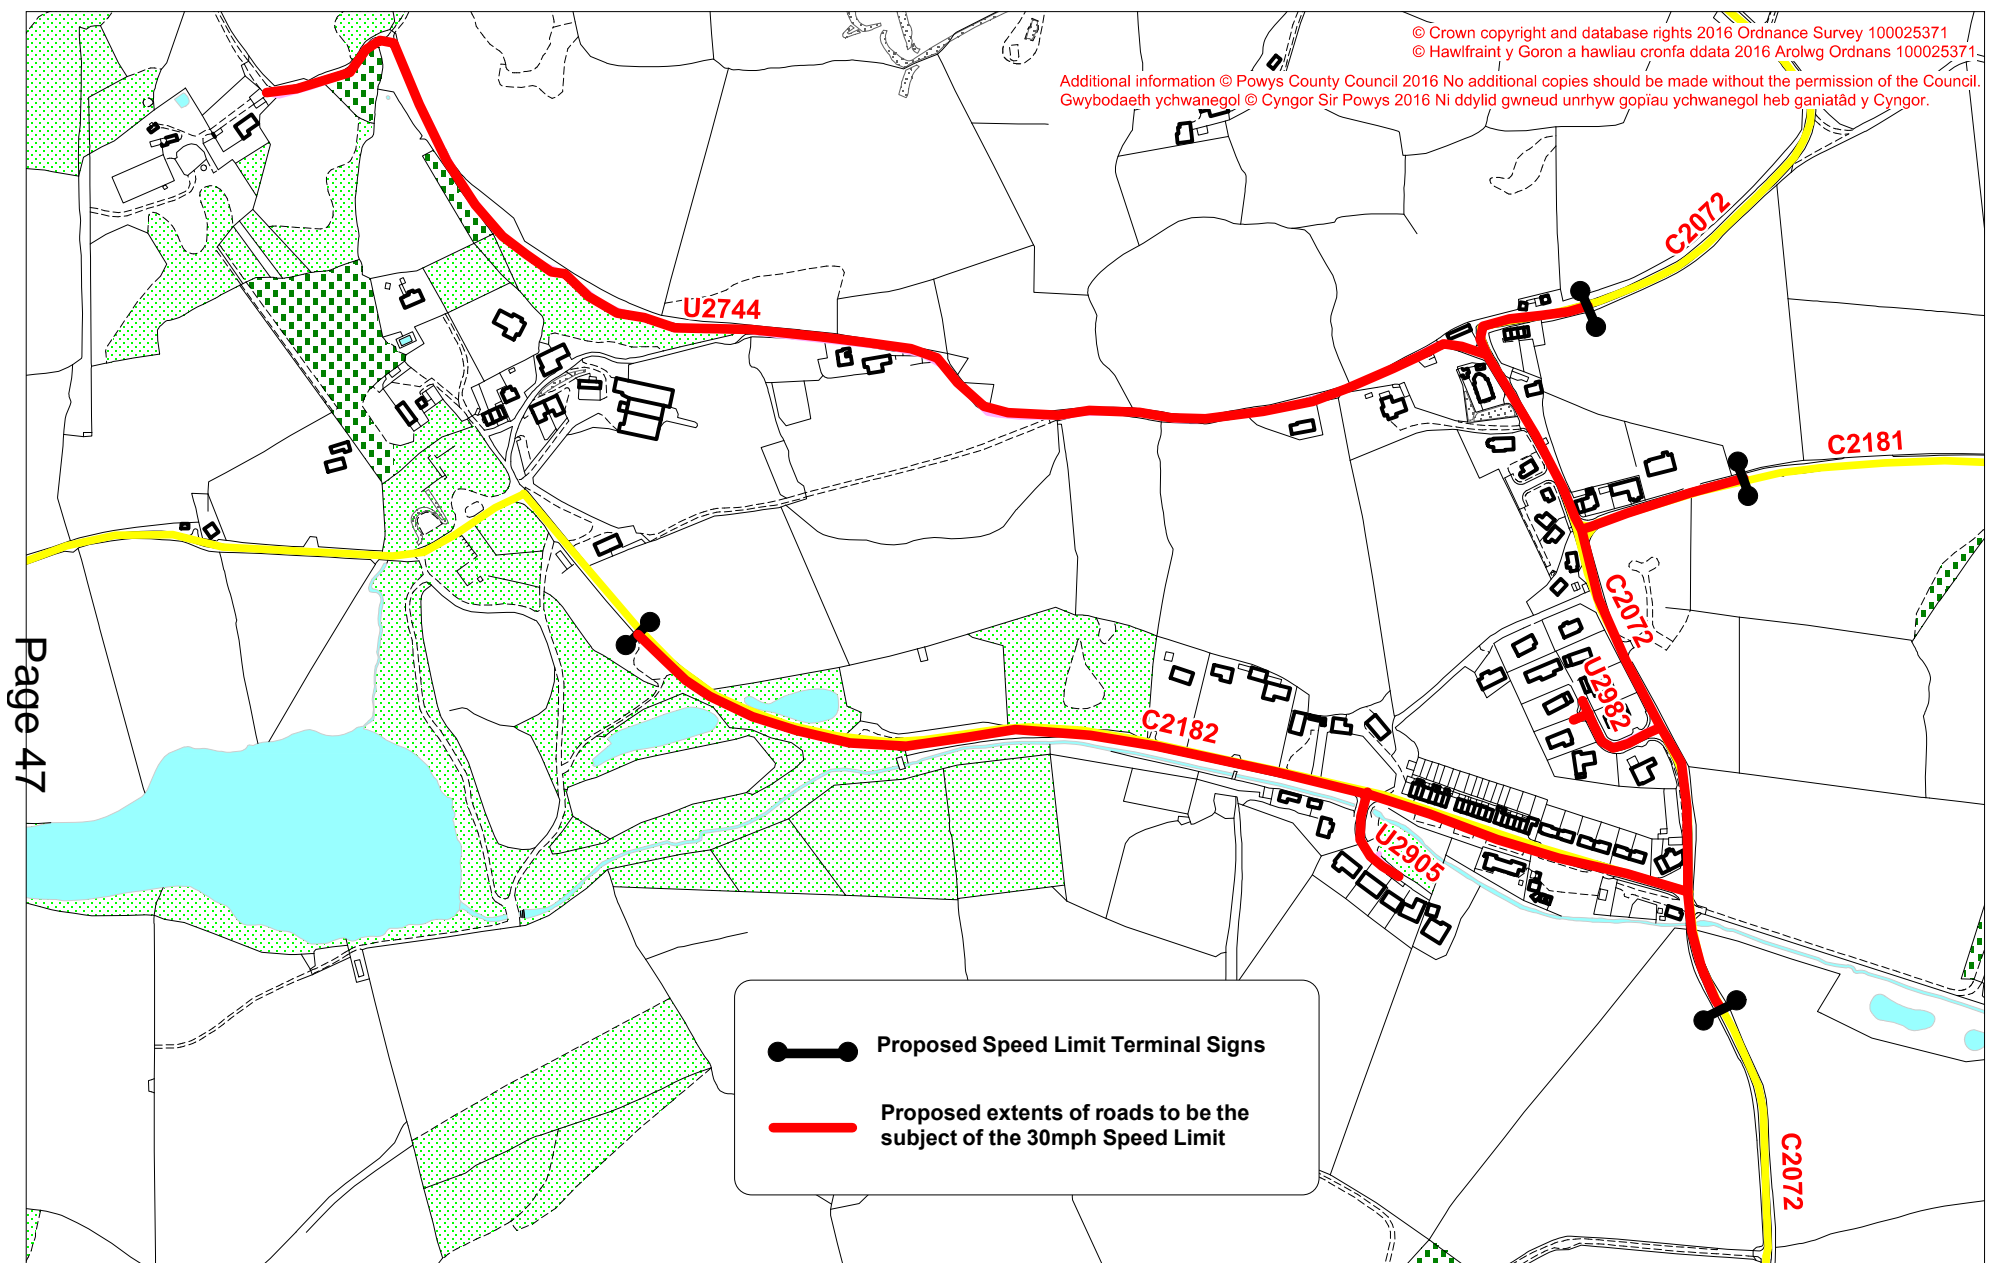 © Crown copyright and database rights 2016 Ordnance Survey 100025371
© Hawlfraint y Goron a hawliau cronfa ddata 2016 Arolwg Ordnans 100025371
Additional information © Powys County Council 2016 No additional copies should be made without the permission of the Council.
Gwybodaeth ychwanegol © Cyngor Sir Powys 2016 Ni ddylid gwneud unrhyw gopïau ychwanegol heb ganiatâd y Cyngor.
C2072
U2744
C2181
C2072
U2982
C2182
U2905
Page 47
Proposed Speed Limit Terminal Signs
Proposed extents of roads to be the
subject of the 30mph Speed Limit
C2072